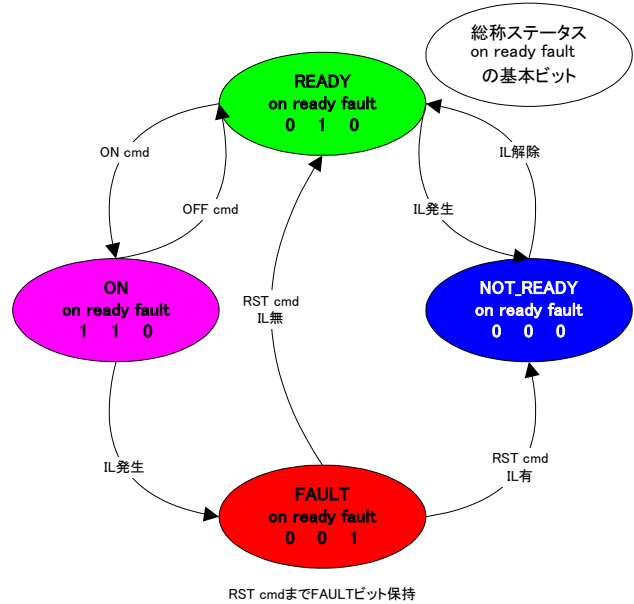 総称ステータス
on ready fault
の基本ビット
READY
on ready fault
0 1 0
ON cmd
IL解除
OFF cmd
IL発生
ON
on ready fault
1 1 0
NOT_READY
on ready fault
0 0 0
RST cmd
IL無
IL発生
RST cmd
IL有
FAULT
on ready fault
0 0 1
RST cmdまでFAULTビット保持